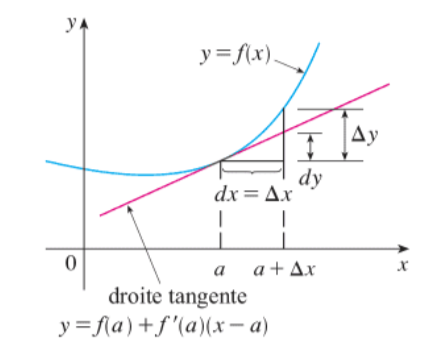 y
y = f(x)
Δy
dy
dx = Δx
0
a
a + Δx
x
droite tangente
y = f(a) + f'(a)(x − a)